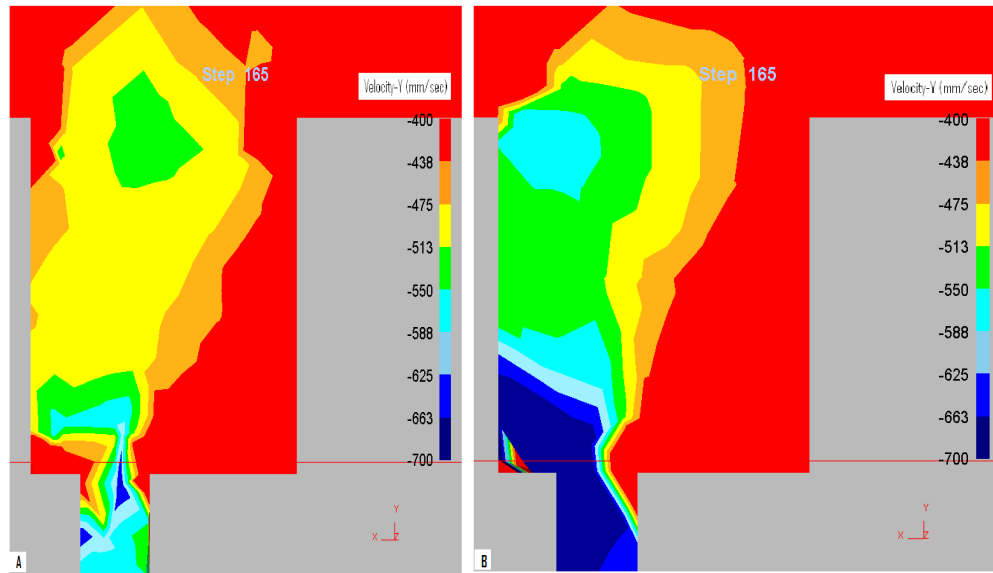 Step 165
Velocity-Y (mm/sec)
-400
-438
-475
-513
-550
-588
-625
-663
-700
Y
X Z
A
Step 165
Velocity-Y (mm/sec)
-400
-438
-475
-513
-550
-588
-625
-663
-700
Y
X Z
B